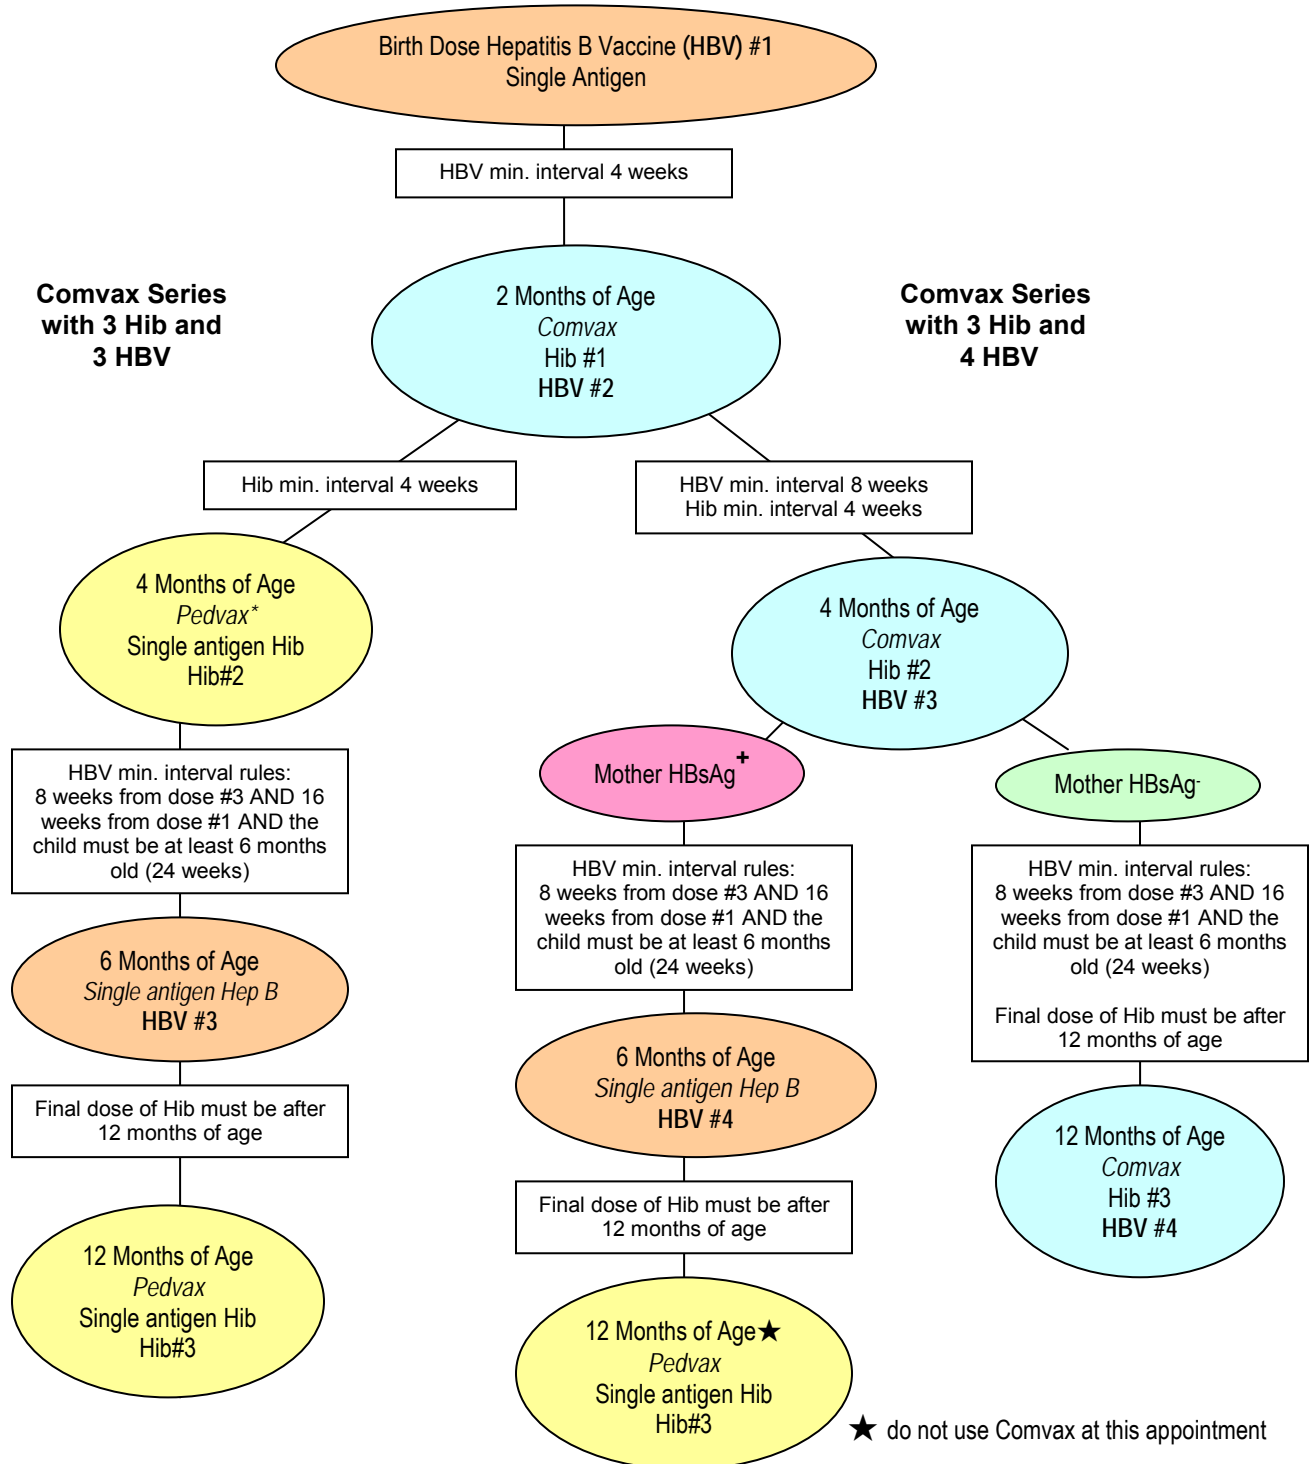 Birth Dose Hepatitis B Vaccine (HBV) #1
Single Antigen
HBV min. interval 4 weeks
Comvax Series
with 3 Hib and
3 HBV
2 Months of Age
Comvax
Hib #1
HBV #2
Comvax Series
with 3 Hib and
4 HBV
Hib min. interval 4 weeks
HBV min. interval 8 weeks
Hib min. interval 4 weeks
4 Months of Age
Pedvax*
Single antigen Hib
Hib#2
4 Months of Age
Comvax
Hib #2
HBV #3
HBV min. interval rules:
8 weeks from dose #3 AND 16
weeks from dose #1 AND the
child must be at least 6 months
old (24 weeks)
Mother HBsAg+
Mother HBsAg-
HBV min. interval rules:
8 weeks from dose #3 AND 16
weeks from dose #1 AND the
child must be at least 6 months
old (24 weeks)
HBV min. interval rules:
8 weeks from dose #3 AND 16
weeks from dose #1 AND the
child must be at least 6 months
old (24 weeks)
Final dose of Hib must be after
12 months of age
6 Months of Age
Single antigen Hep B
HBV #3
6 Months of Age
Single antigen Hep B
HBV #4
Final dose of Hib must be after
12 months of age
12 Months of Age
Comvax
Hib #3
HBV #4
Final dose of Hib must be after
12 months of age
12 Months of Age
Pedvax
Single antigen Hib
Hib#3
12 Months of Age★
Pedvax
Single antigen Hib
Hib#3
★ do not use Comvax at this appointment